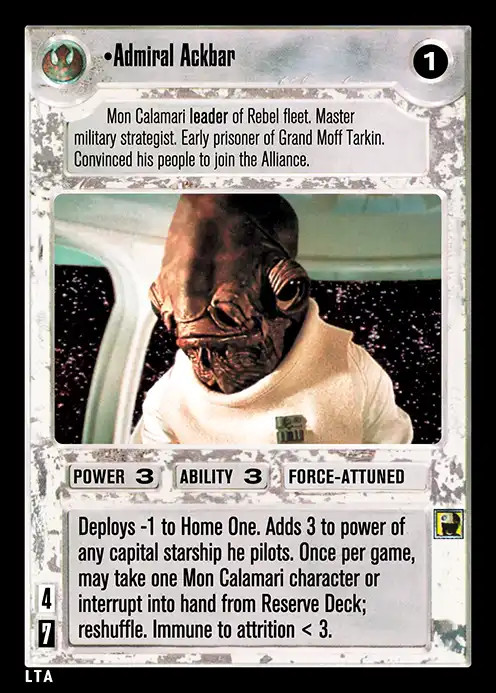 •Admiral Ackbar
1
Mon Calamari leader of Rebel fleet. Master
military strategist. Early prisoner of Grand Moff Tarkin.
Convinced his people to join the Alliance.
POWER 3 ABILITY 3 FORCE-ATTUNED
Deploys -1 to Home One. Adds 3 to power of
any capital starship he pilots. Once per game,
may take one Mon Calamari character or
interrupt into hand from Reserve Deck;
reshuffle. Immune to attrition < 3.
4
7
LTA